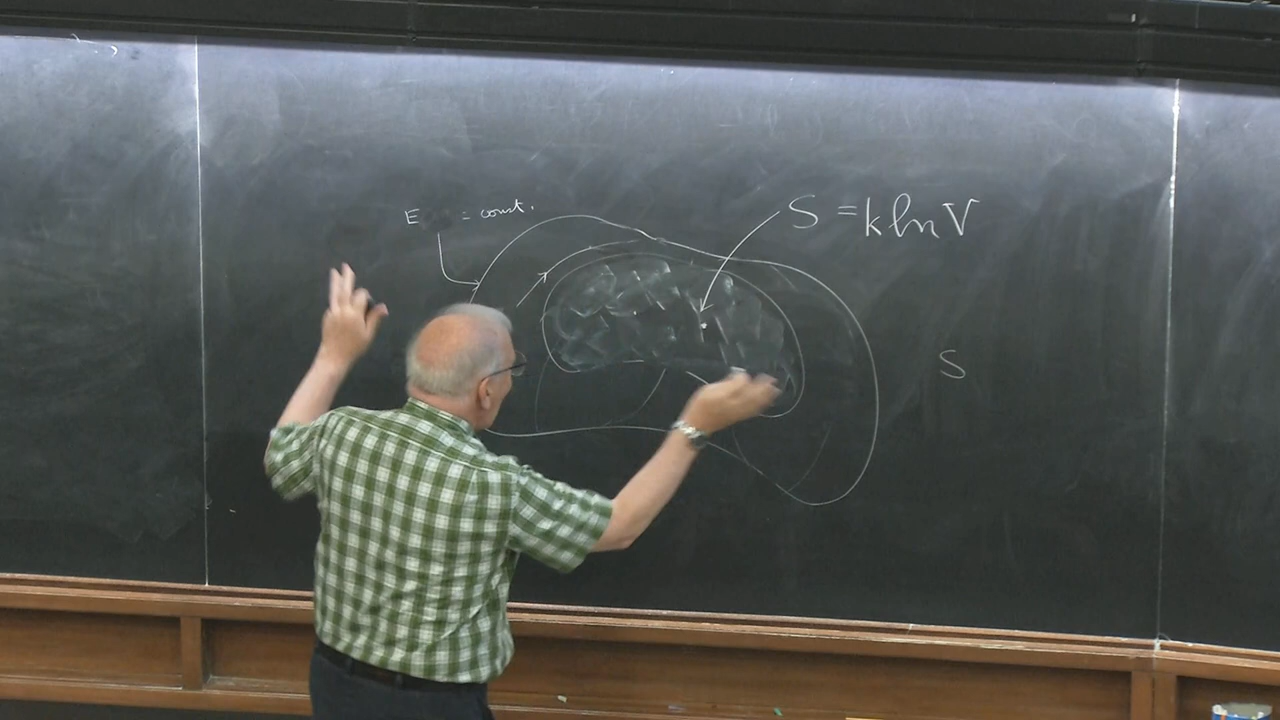 E = const.
S = k ln V
S